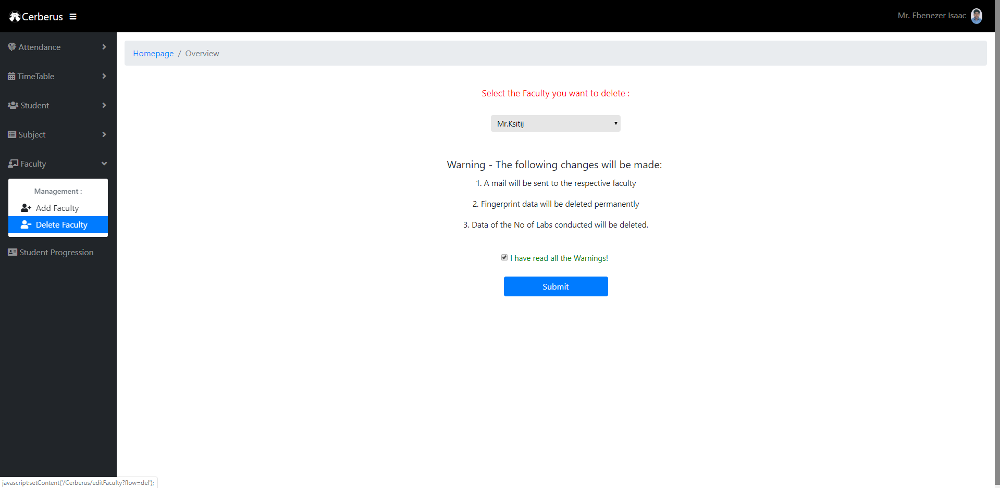 Cerberus
Mr. Ebenezer Isaac
Attendance
TimeTable
Student
Subject
Faculty
Management :
Add Faculty
Delete Faculty
Student Progression
Homepage / Overview
Select the Faculty you want to delete :
Mr.Ksitij
Warning - The following changes will be made:
1. A mail will be sent to the respective faculty
2. Fingerprint data will be deleted permanently
3. Data of the No of Labs conducted will be deleted.
I have read all the Warnings!
Submit
javascript:setContent('/Cerberus/editFaculty?flow=del');